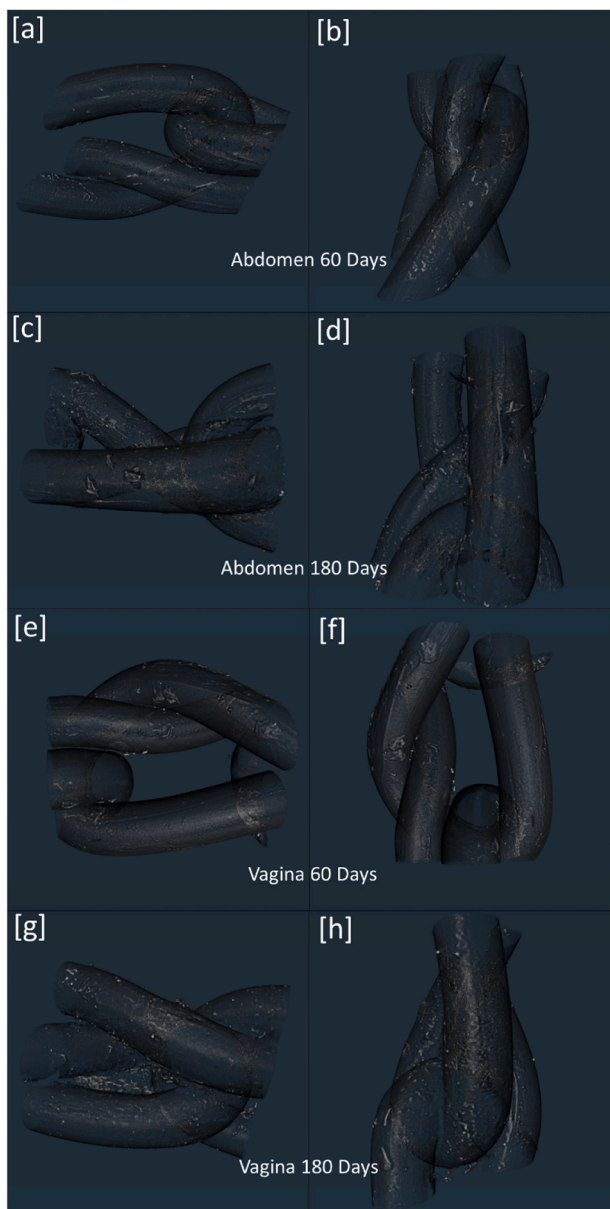 [a]
[b]
Abdomen 60 Days
[c]
[d]
Abdomen 180 Days
[e]
[f]
Vagina 60 Days
[g]
[h]
Vagina 180 Days